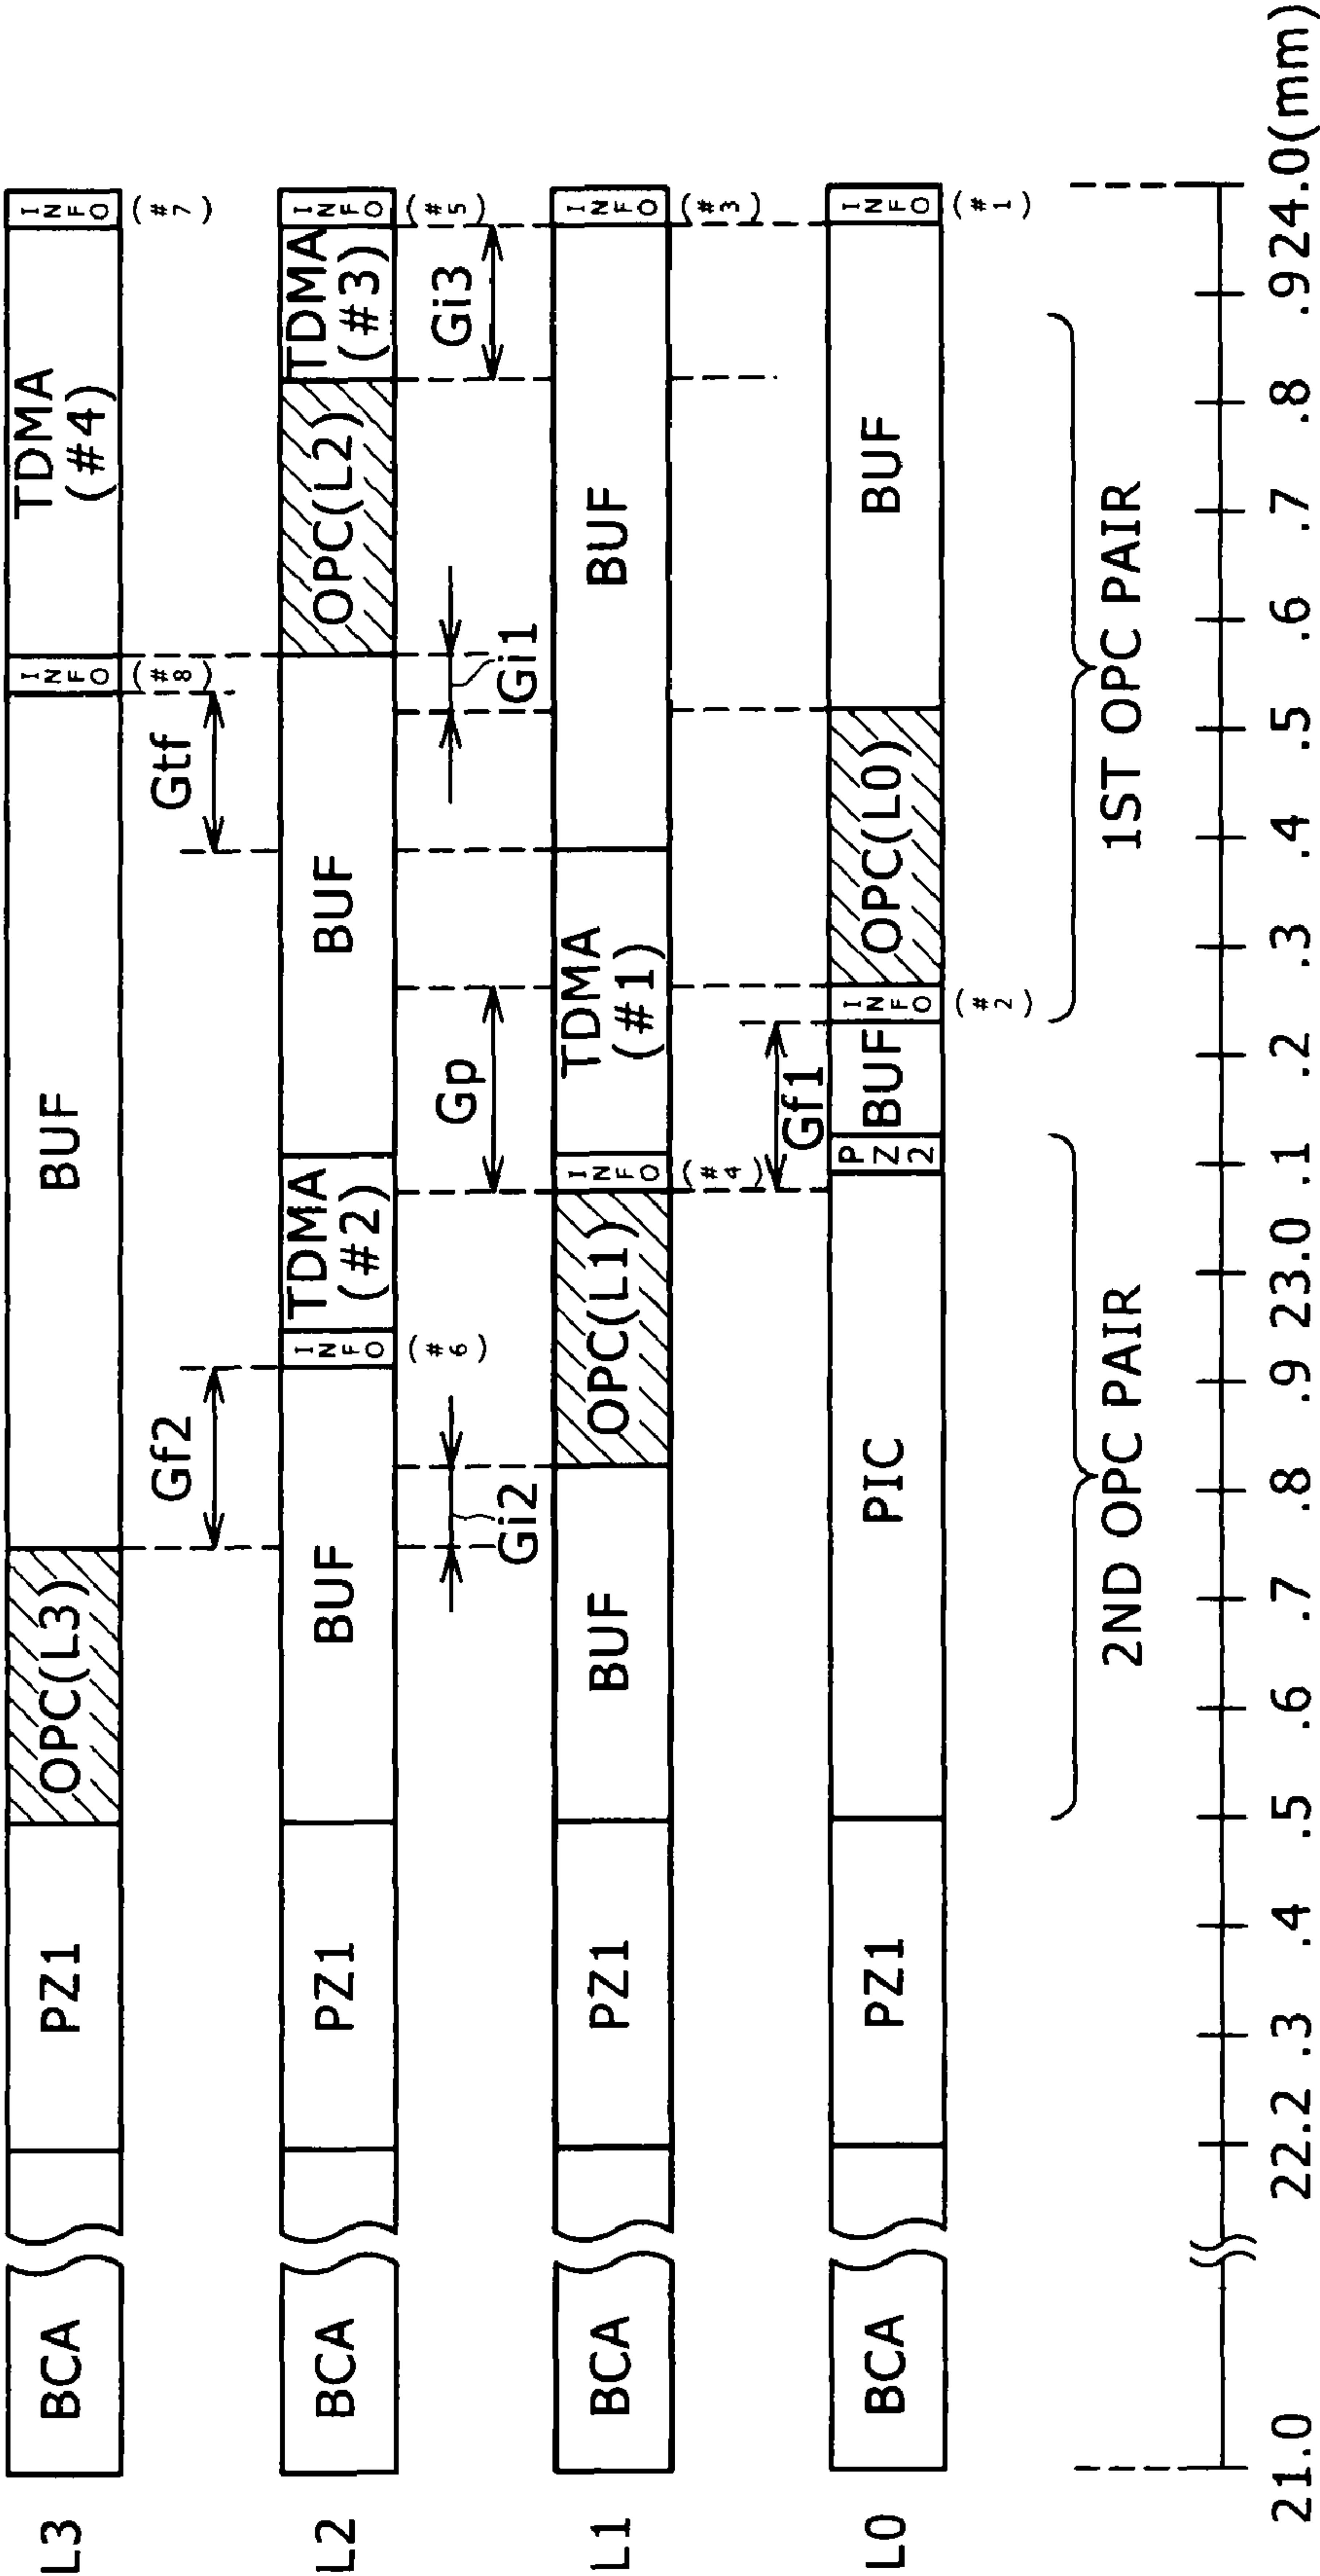 L3 BCA PZ1 OPC(L3) BUF INFO TDMA (#4) INFO
(#8) (#7)
Gf2 Gtf
L2 BCA PZ1 BUF INFO TDMA (#2) BUF OPC(L2) TDMA (#3) INFO
(#6) (#5)
Gi2 Gp Gi1 Gi3
L1 BCA PZ1 BUF OPC(L1) INFO TDMA (#1) BUF INFO
(#4) (#3)
Gf1
L0 BCA PZ1 PIC PZ2 BUF INFO OPC(L0) BUF INFO
(#2) (#1)
2ND OPC PAIR 1ST OPC PAIR
21.0 22.2 .3 .4 .5 .6 .7 .8 .9 23.0 .1 .2 .3 .4 .5 .6 .7 .8 .9 24.0(mm)